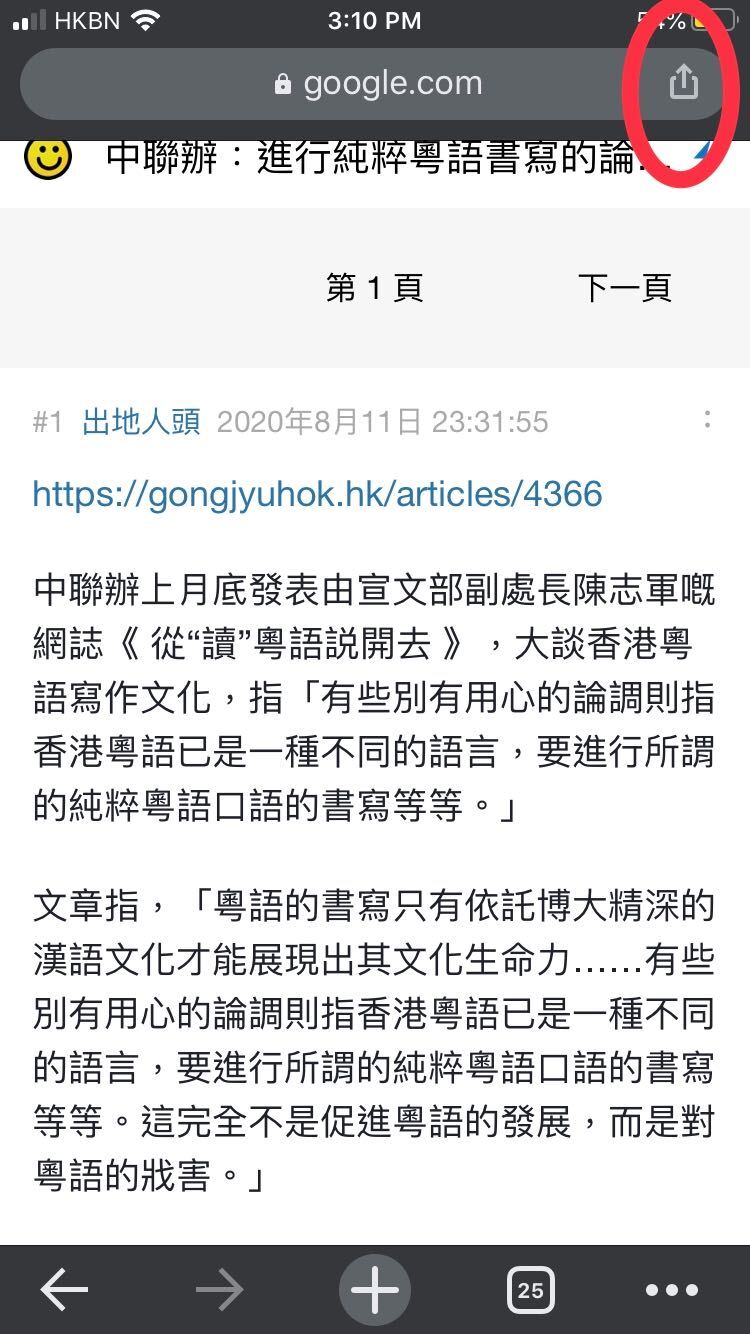 HKBN 3:10 PM
google.com
中聯辦：進行純粹粵語書寫的論...
第 1 頁 下一頁
#1 出地人頭 2020年8月11日 23:31:55
https://gongjyuhok.hk/articles/4366
中聯辦上月底發表由宣文部副處長陳志軍嘅
網誌《 從“讀”粵語説開去 》，大談香港粵
語寫作文化，指「有些別有用心的論調則指
香港粵語已是一種不同的語言，要進行所謂
的純粹粵語口語的書寫等等。」
文章指，「粵語的書寫只有依託博大精深的
漢語文化才能展現出其文化生命力……有些
別有用心的論調則指香港粵語已是一種不同
的語言，要進行所謂的純粹粵語口語的書寫
等等。這完全不是促進粵語的發展，而是對
粵語的戕害。」
25